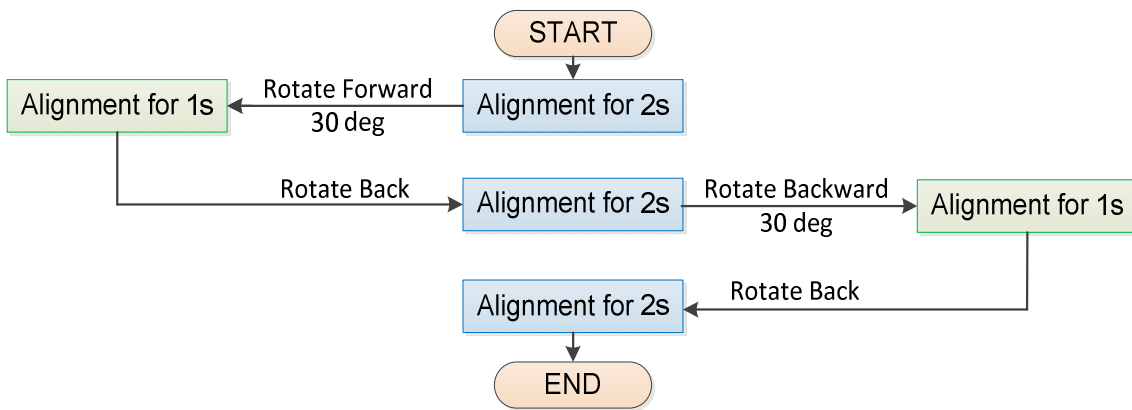 START
Alignment for 2s
Rotate Forward
30 deg
Alignment for 1s
Rotate Back
Alignment for 2s
Rotate Backward
30 deg
Alignment for 1s
Rotate Back
Alignment for 2s
END